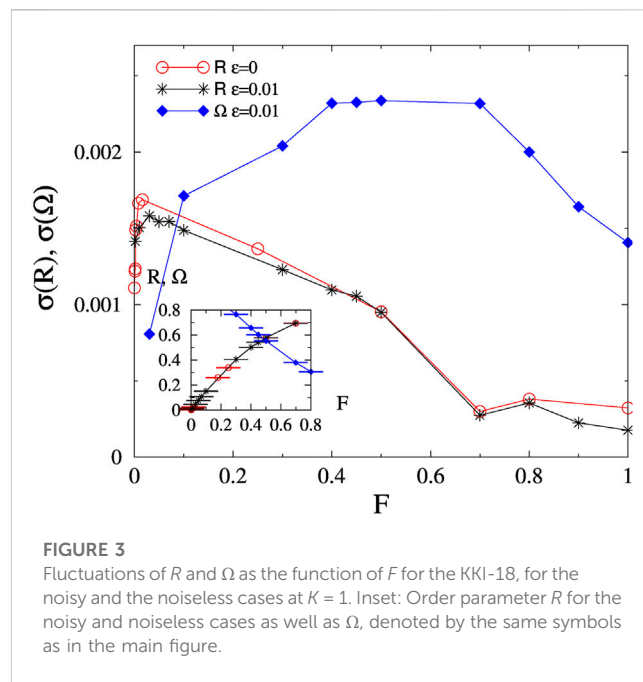 R ε=0
R ε=0.01
Ω ε=0.01
0.002
0.001
0
σ(R), σ(Ω)
R, Ω
0.8
0.6
0.4
0.2
0
0 0.2 0.4 0.6 0.8
F
0 0.2 0.4 0.6 0.8 1
F
FIGURE 3
Fluctuations of R and Ω as the function of F for the KKI-18, for the
noisy and the noiseless cases at K = 1. Inset: Order parameter R for the
noisy and noiseless cases as well as Ω, denoted by the same symbols
as in the main figure.